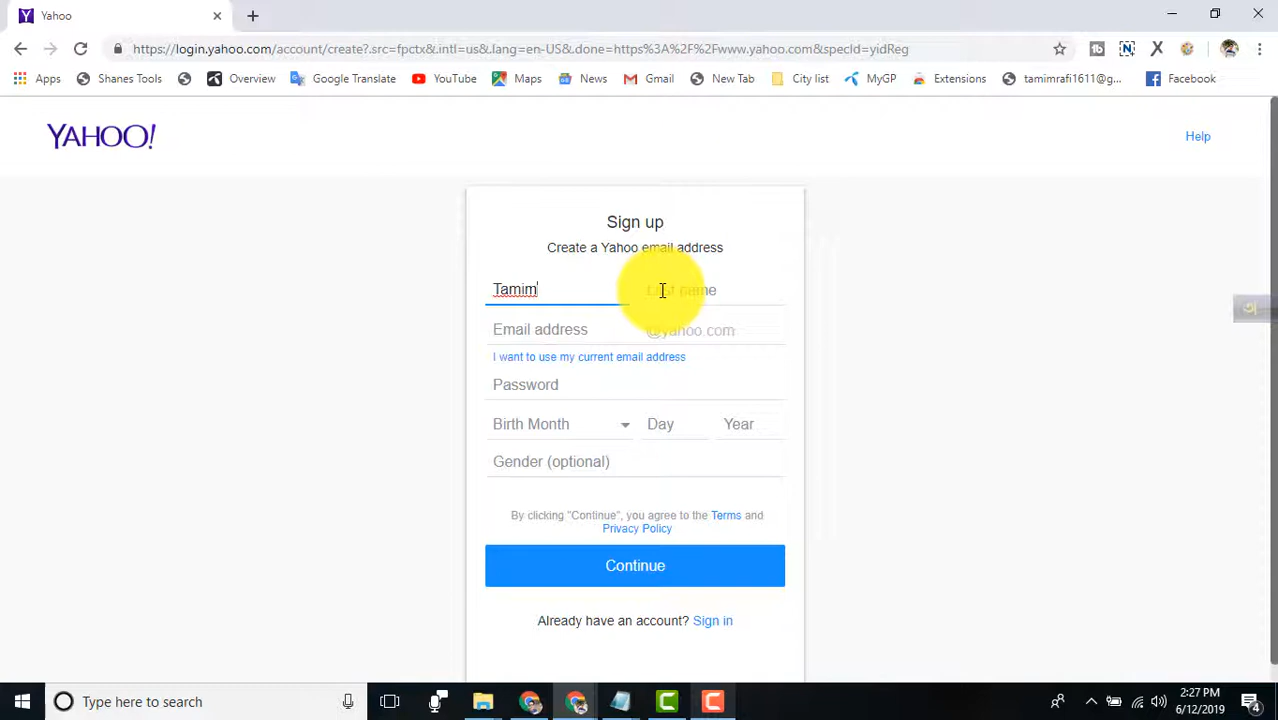 Yahoo
https://login.yahoo.com/account/create?.src=fpctx&.intl=us&.lang=en-US&.done=https%3A%2F%2Fwww.yahoo.com&specId=yidReg
Apps Shanes Tools Overview Google Translate YouTube Maps News Gmail New Tab City list MyGP Extensions tamimrafi1611@g... Facebook
YAHOO!
Help
Sign up
Create a Yahoo email address
Tamim Last name
Email address @yahoo.com
I want to use my current email address
Password
Birth Month Day Year
Gender (optional)
By clicking "Continue", you agree to the Terms and
Privacy Policy
Continue
Already have an account? Sign in
Type here to search
2:27 PM
6/12/2019
4